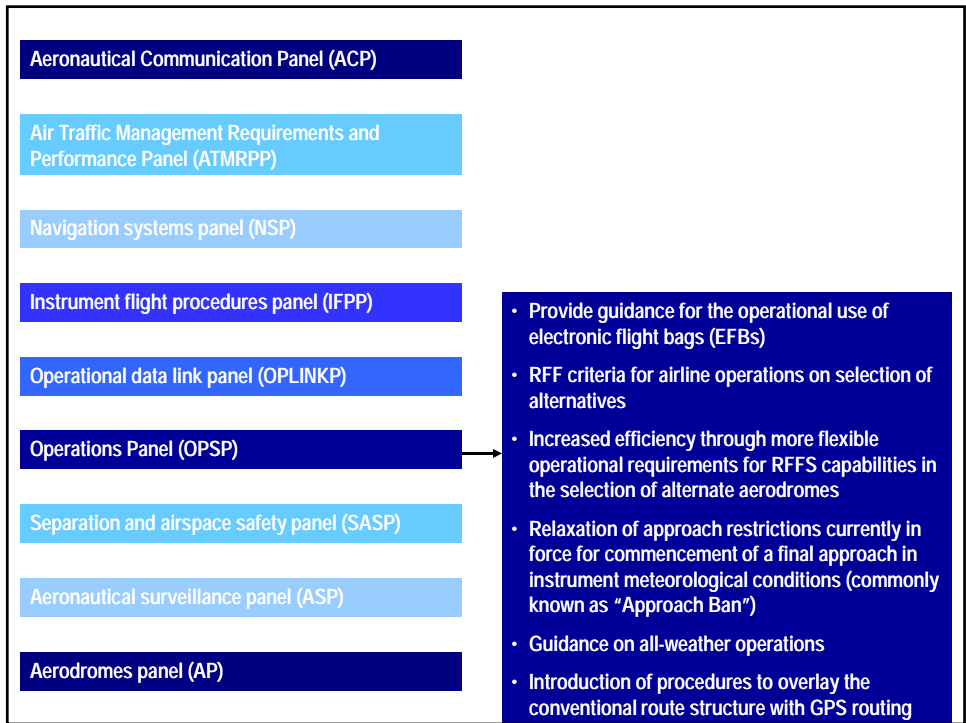 Aeronautical Communication Panel (ACP)
Air Traffic Management Requirements and
Performance Panel (ATMRPP)
Navigation systems panel (NSP)
Instrument flight procedures panel (IFPP)
Operational data link panel (OPLINKP)
Operations Panel (OPSP)
Separation and airspace safety panel (SASP)
Aeronautical surveillance panel (ASP)
Aerodromes panel (AP)
• Provide guidance for the operational use of
electronic flight bags (EFBs)
• RFF criteria for airline operations on selection of
alternatives
• Increased efficiency through more flexible
operational requirements for RFFS capabilities in
the selection of alternate aerodromes
• Relaxation of approach restrictions currently in
force for commencement of a final approach in
instrument meteorological conditions (commonly
known as “Approach Ban”)
• Guidance on all-weather operations
• Introduction of procedures to overlay the
conventional route structure with GPS routing